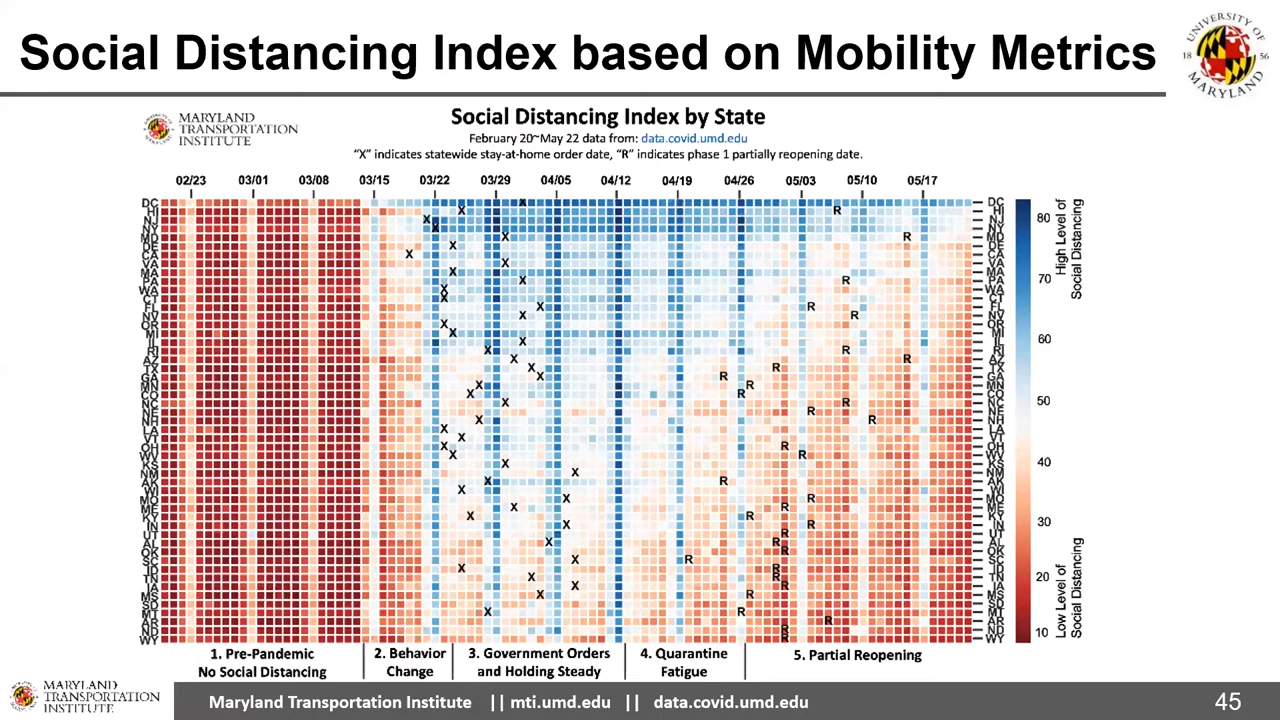 Social Distancing Index based on Mobility Metrics
UNIVERSITY OF
18 56
MARYLAND
MARYLAND
TRANSPORTATION
INSTITUTE
Social Distancing Index by State
February 20~May 22 data from: data.covid.umd.edu
“X” indicates statewide stay-at-home order date, “R” indicates phase 1 partially reopening date.
02/23 03/01 03/08 03/15 03/22 03/29 04/05 04/12 04/19 04/26 05/03 05/10 05/17
DC
HI
NJ
NY
MD
DE
CA
VA
MA
PA
WA
CT
FL
NV
OR
MI
IL
RI
AZ
TX
GA
MN
CO
NC
NE
NH
LA
VT
OH
WV
KS
NM
AK
WI
MO
ME
KY
IN
UT
AL
OK
SC
ID
TN
IA
MS
SD
MT
AR
ND
WY
80
70
60
50
40
30
20
10
High Level of
Social Distancing
Low Level of
Social Distancing
1. Pre-Pandemic
No Social Distancing
2. Behavior
Change
3. Government Orders
and Holding Steady
4. Quarantine
Fatigue
5. Partial Reopening
MARYLAND
TRANSPORTATION
INSTITUTE
Maryland Transportation Institute || mti.umd.edu || data.covid.umd.edu
45